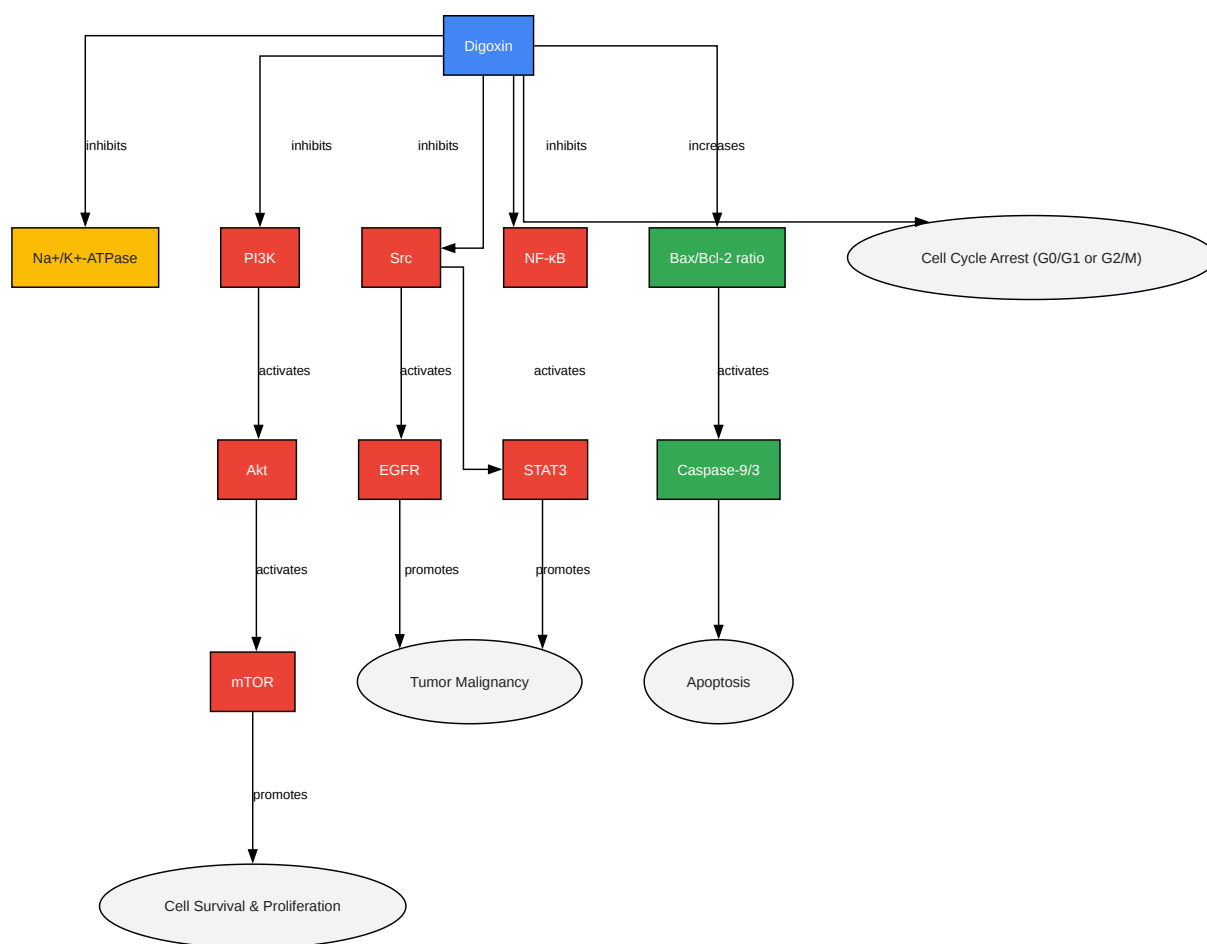 Digoxin
inhibits
inhibits
inhibits
inhibits
increases
Na+/K+-ATPase
PI3K
Src
NF-κB
Bax/Bcl-2 ratio
Cell Cycle Arrest (G0/G1 or G2/M)
activates
activates
activates
activates
Akt
EGFR
STAT3
Caspase-9/3
activates
promotes
promotes
mTOR
Tumor Malignancy
Apoptosis
promotes
Cell Survival & Proliferation